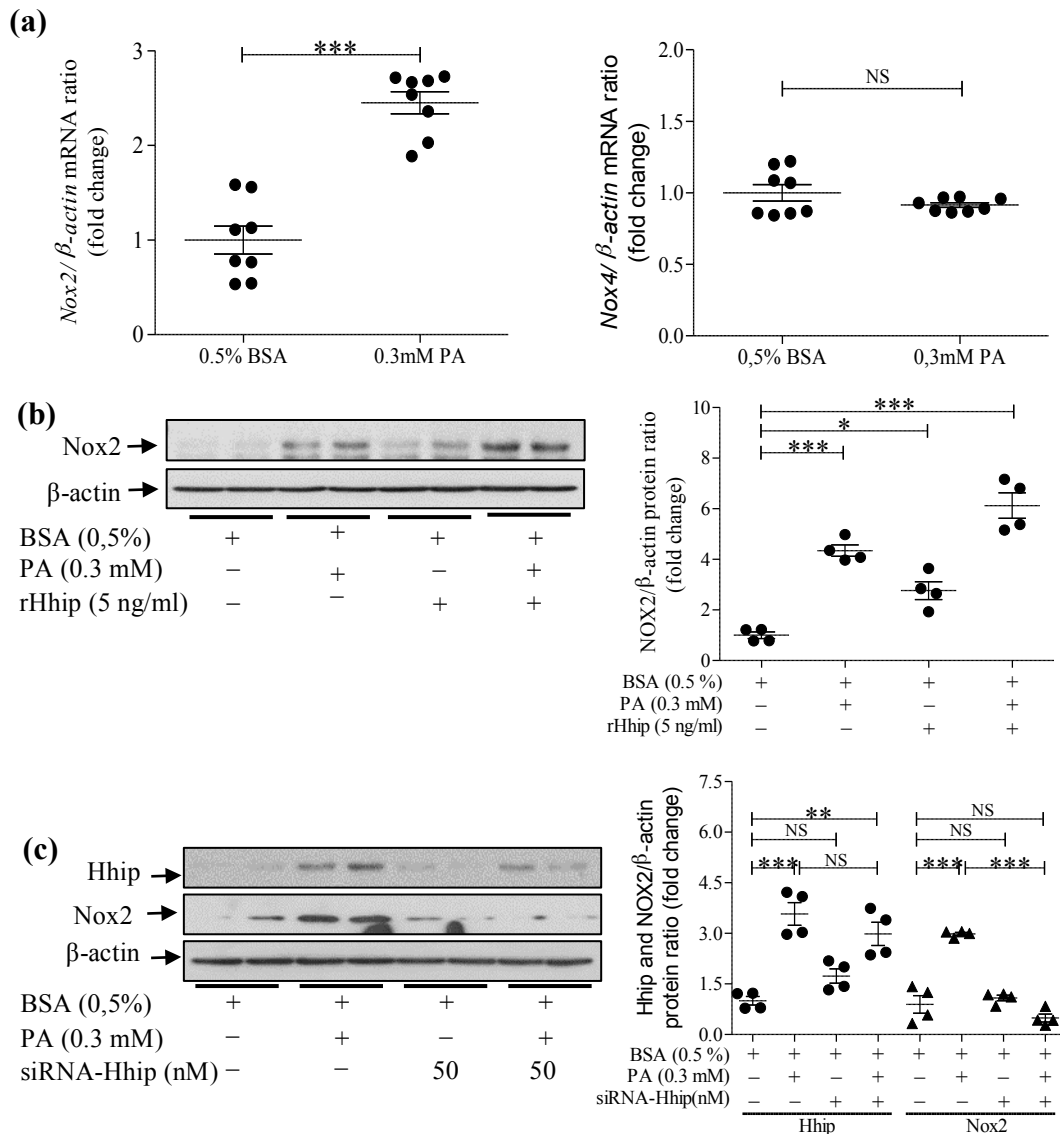 (a)
Nox2/ β-actin mRNA ratio
(fold change)
3
2
1
0
***
0.5% BSA
0.3mM PA
Nox4/ β-actin mRNA ratio
(fold change)
2.0
1.5
1.0
0.5
0.0
NS
0,5% BSA
0,3mM PA
(b)
Nox2
β-actin
BSA (0,5%)
+ + + +
PA (0.3 mM)
– + – +
rHhip (5 ng/ml)
– – + +
NOX2/β-actin protein ratio
(fold change)
10
8
6
4
2
0
***
*
***
BSA (0.5 %)
+ + + +
PA (0.3 mM)
– + – +
rHhip (5 ng/ml)
– – + +
(c)
Hhip
Nox2
β-actin
BSA (0,5%)
+ + + +
PA (0.3 mM)
– + – +
siRNA-Hhip (nM)
– – 50 50
Hhip and NOX2/β-actin
protein ratio (fold change)
7.5
6.0
4.5
3.0
1.5
0.0
** NS
NS NS
*** NS *** ***
BSA (0.5 %)
+ + + + + + + +
PA (0.3 mM)
– + – + – + – +
siRNA-Hhip(nM)
– – + + – – + +
Hhip Nox2